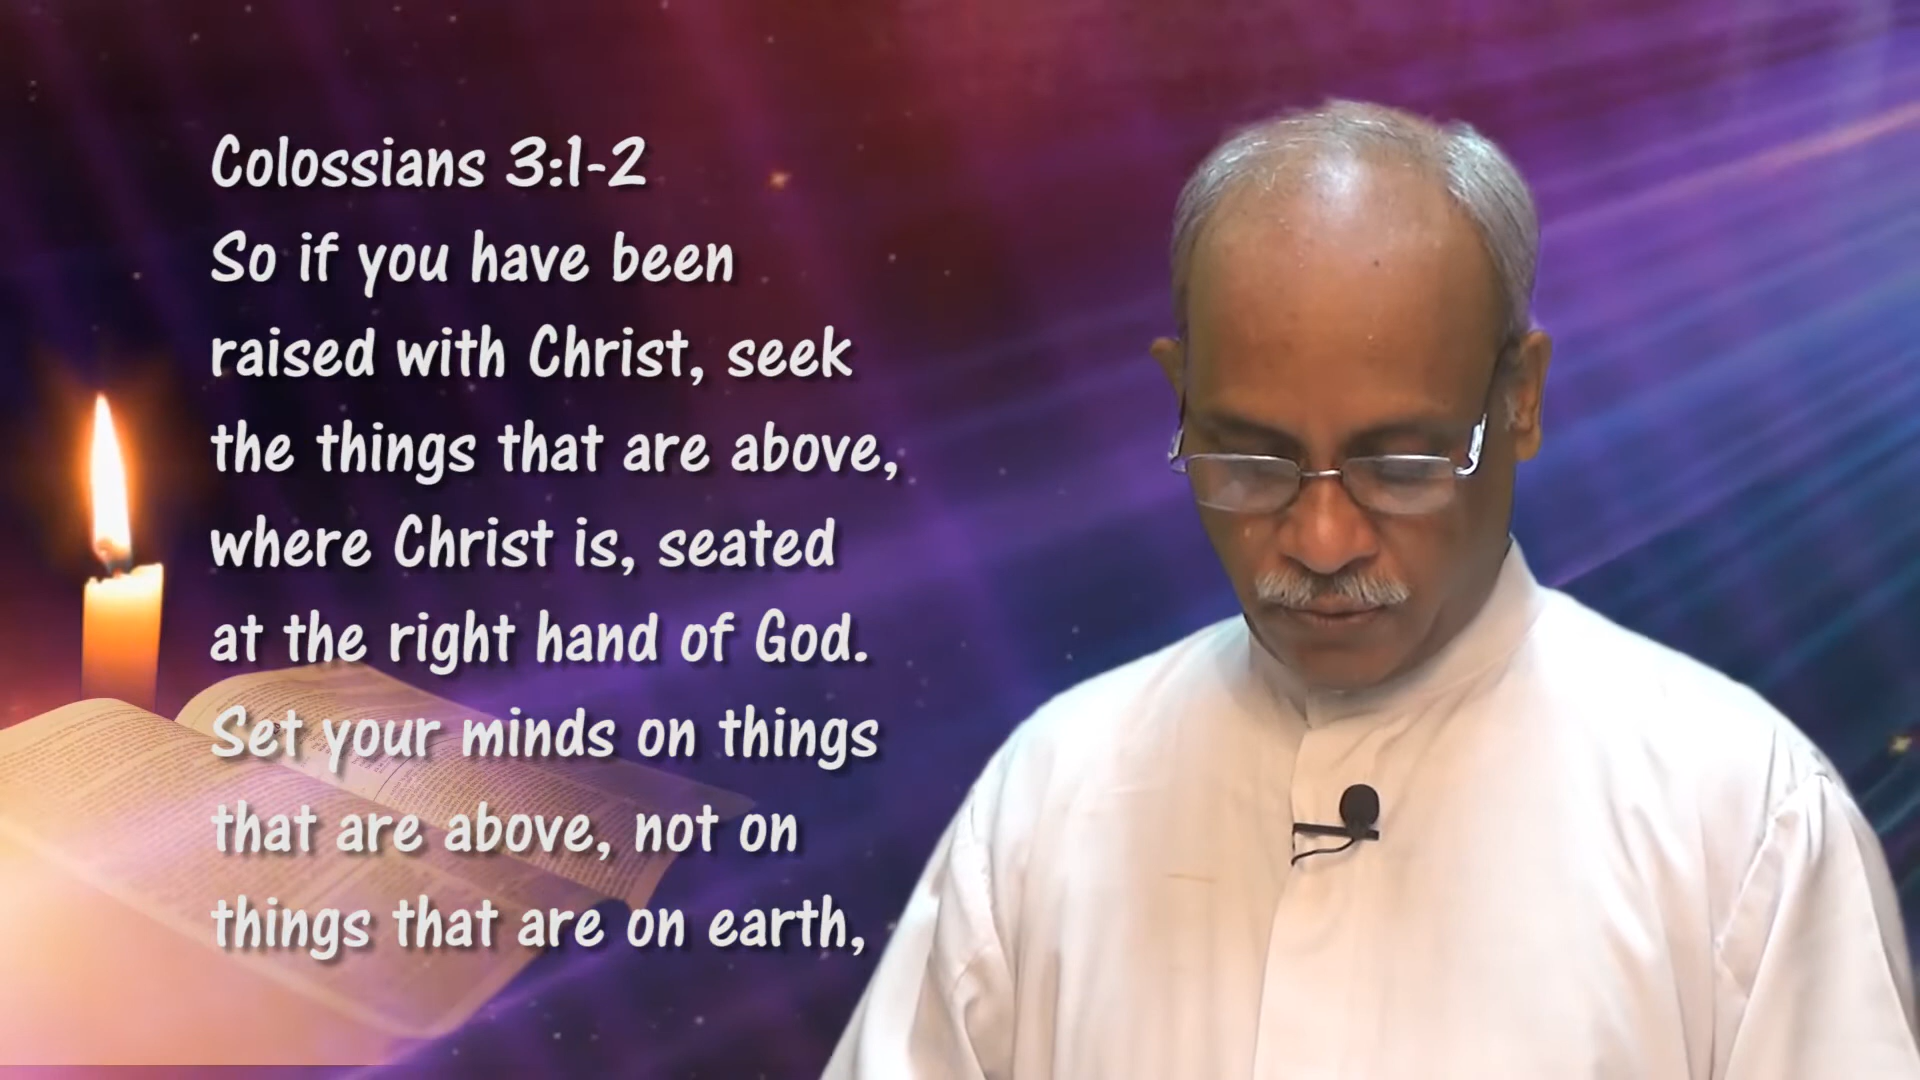 Colossians 3:1-2
So if you have been
raised with Christ, seek
the things that are above,
where Christ is, seated
at the right hand of God.
Set your minds on things
that are above, not on
things that are on earth,